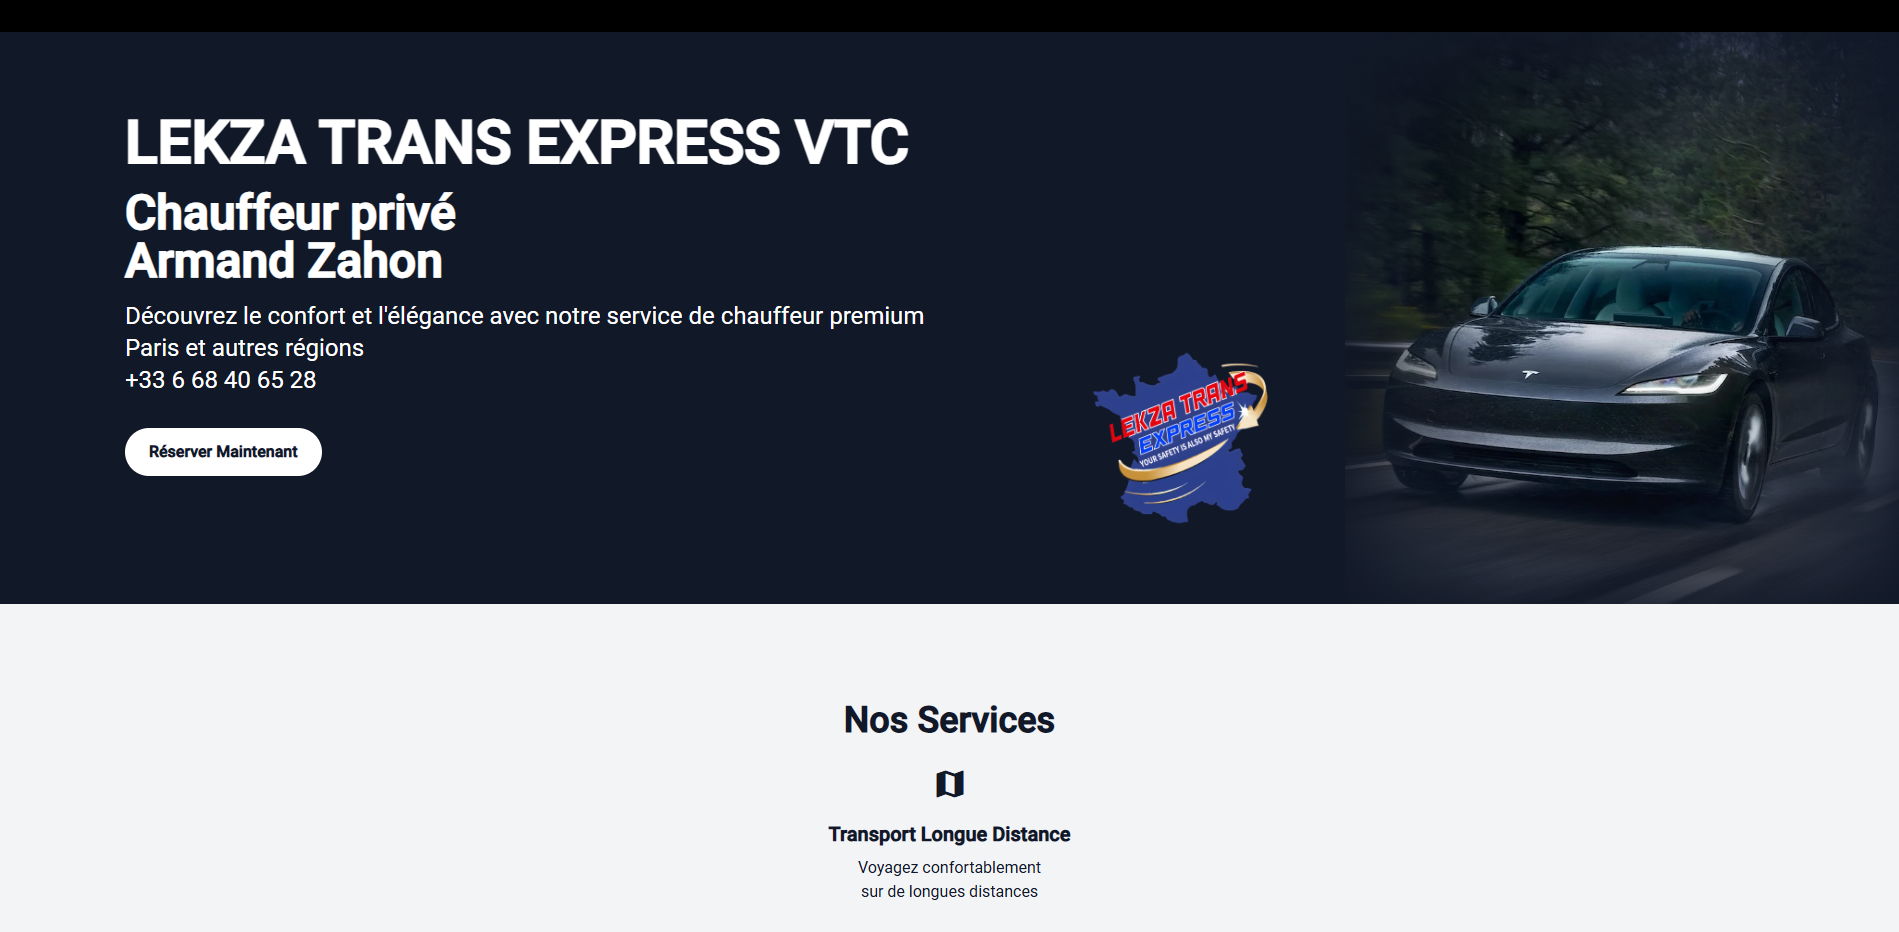 LEKZA TRANS EXPRESS VTC
Chauffeur privé
Armand Zahon
Découvrez le confort et l'élégance avec notre service de chauffeur premium
Paris et autres régions
+33 6 68 40 65 28
Réserver Maintenant
LEKZA TRANS
EXPRESS
YOUR SAFETY IS ALSO MY SAFETY
Nos Services
Transport Longue Distance
Voyagez confortablement
sur de longues distances